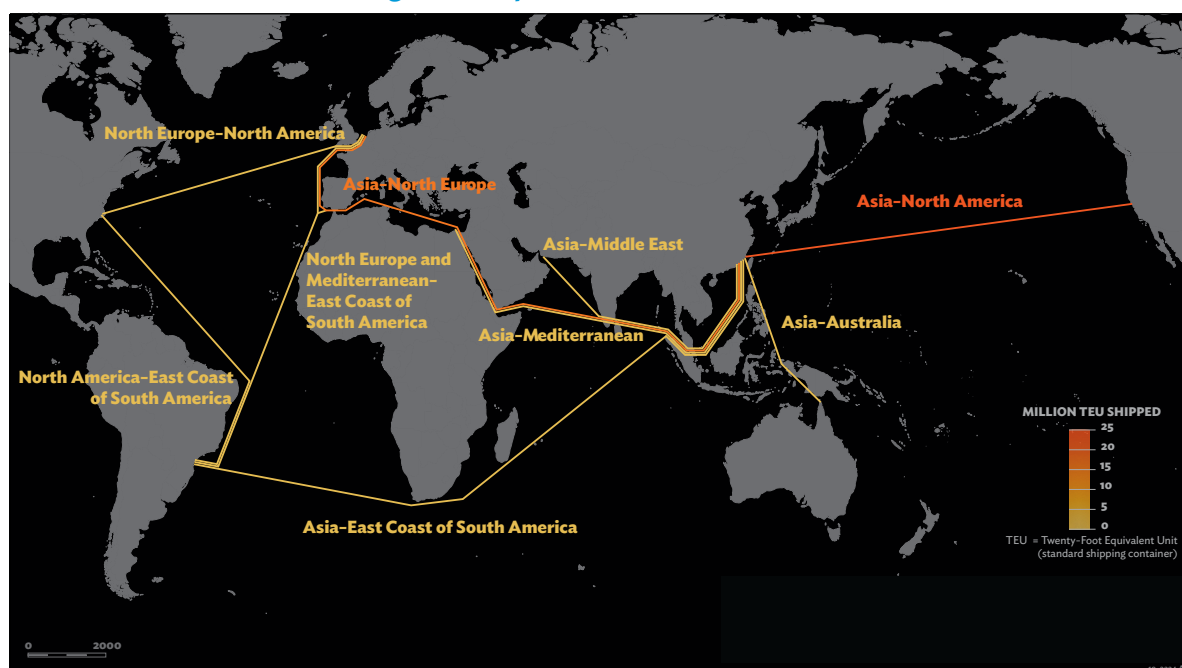 North Europe–North America
Asia–North Europe
Asia–North America
Asia–Middle East
North Europe and
Mediterranean–
East Coast of
South America
Asia–Mediterranean
Asia–Australia
North America–East Coast
of South America
Asia–East Coast of South America
MILLION TEU SHIPPED
25
20
15
10
5
0
TEU = Twenty-Foot Equivalent Unit
(standard shipping container)
0 2000